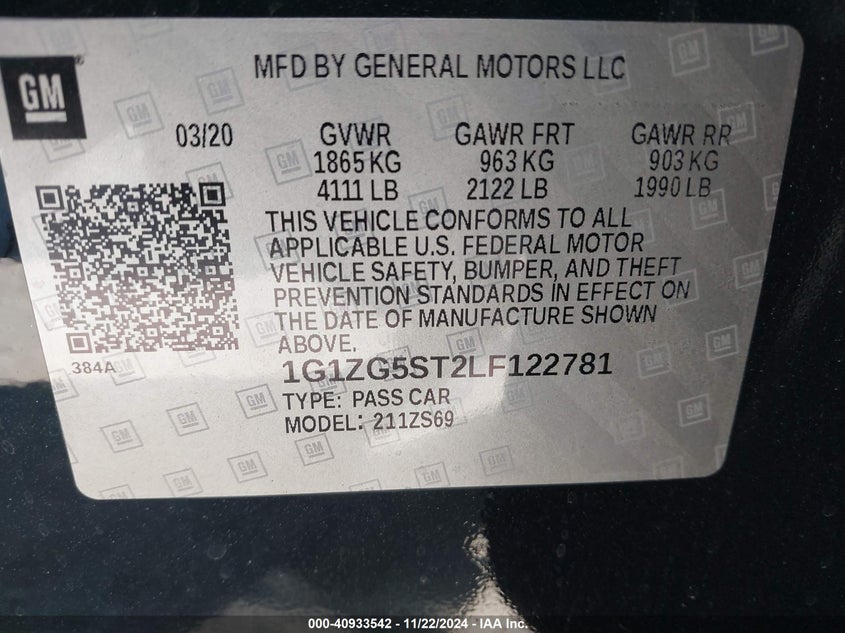 GM
MFD BY GENERAL MOTORS LLC
03/20 GVWR GAWR FRT GAWR RR
1865 KG 963 KG 903 KG
4111 LB 2122 LB 1990 LB
THIS VEHICLE CONFORMS TO ALL
APPLICABLE U.S. FEDERAL MOTOR
VEHICLE SAFETY, BUMPER, AND THEFT
PREVENTION STANDARDS IN EFFECT ON
THE DATE OF MANUFACTURE SHOWN
ABOVE.
384A
1G1ZG5ST2LF122781
TYPE: PASS CAR
MODEL: 211ZS69
000-40933542 - 11/22/2024 - IAA Inc.